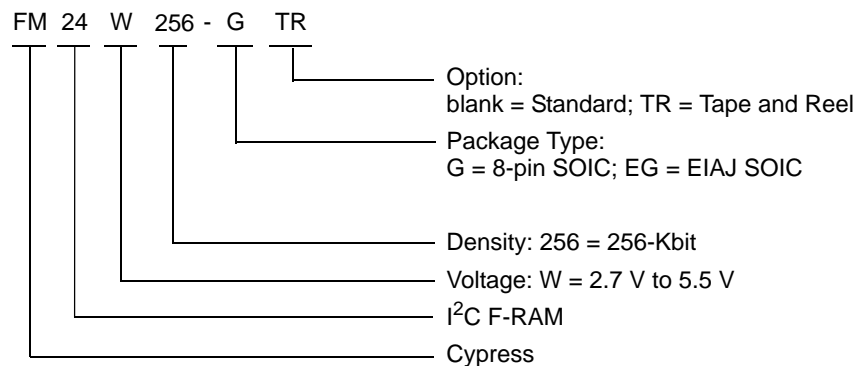 FM 24 W 256 - G TR
Option:
blank = Standard; TR = Tape and Reel
Package Type:
G = 8-pin SOIC; EG = EIAJ SOIC
Density: 256 = 256-Kbit
Voltage: W = 2.7 V to 5.5 V
I²C F-RAM
Cypress